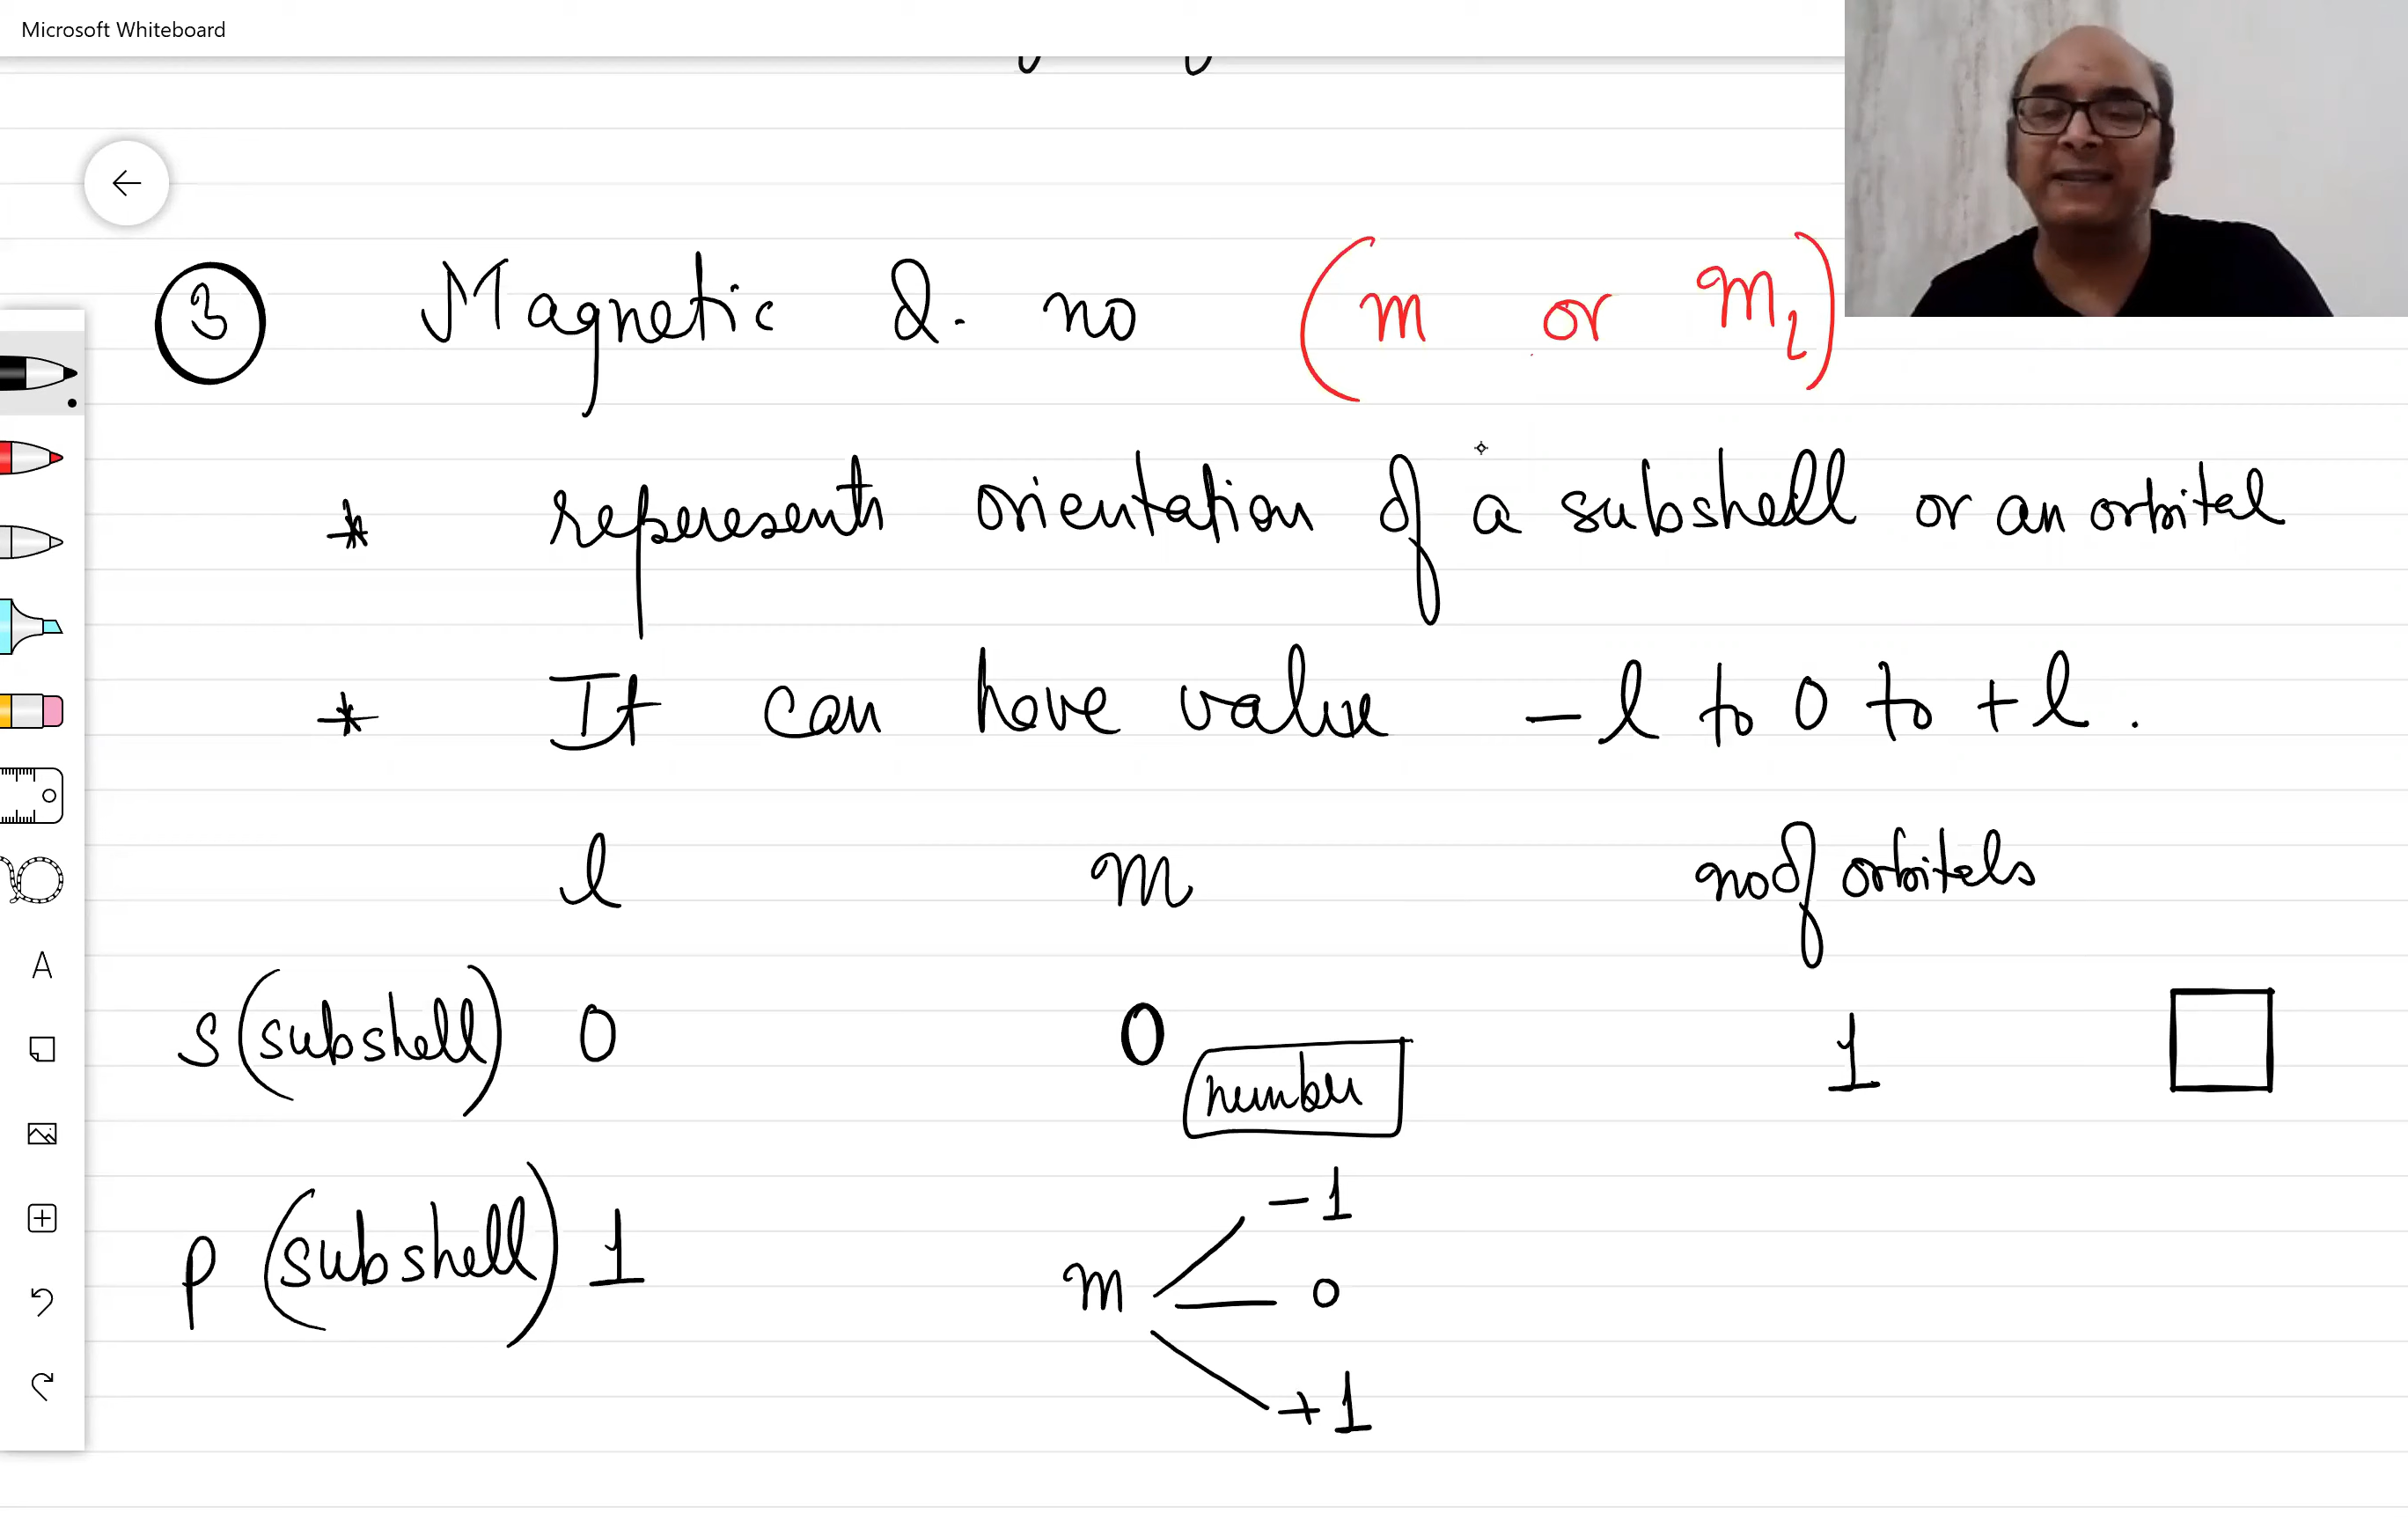 Microsoft Whiteboard
3 Magnetic Q. no (m or mₗ)
* represents orientation of a subshell or an orbital
* It can have value -l to 0 to +l.
l m no of orbitals
s (subshell) 0 0 1
number
-1
p (subshell) 1 m 0
+1
A